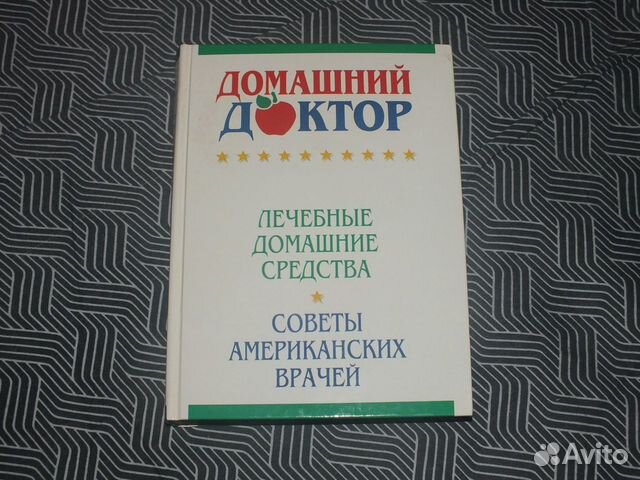 ДОМАШНИЙ
ДОКТОР
ЛЕЧЕБНЫЕ
ДОМАШНИЕ
СРЕДСТВА
СОВЕТЫ
АМЕРИКАНСКИХ
ВРАЧЕЙ
Avito